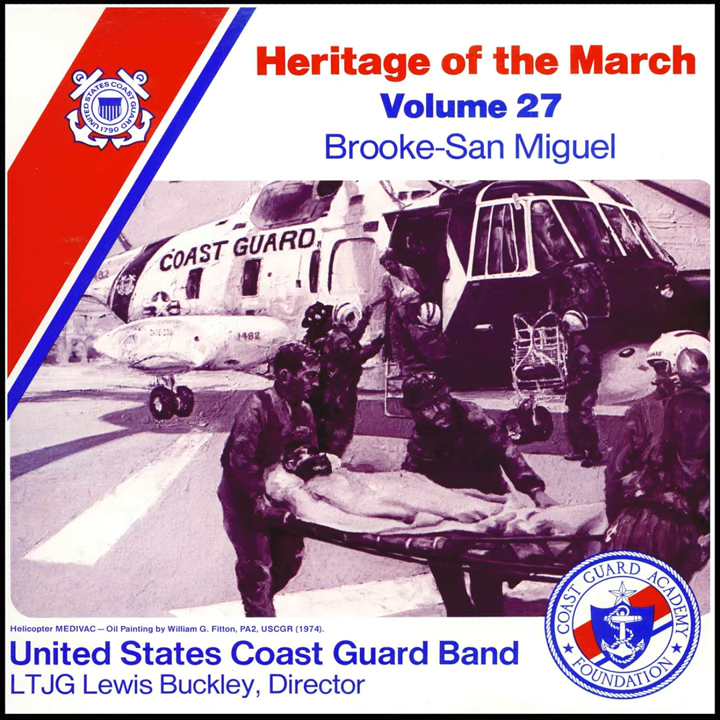 Heritage of the March
Volume 27
Brooke-San Miguel
UNITED STATES COAST GUARD
1790
COAST GUARD
1482
GUARD
Helicopter MEDIVAC — Oil Painting by William G. Fitton, PA2, USCGR (1974).
United States Coast Guard Band
LTJG Lewis Buckley, Director
COAST GUARD ACADEMY
FOUNDATION